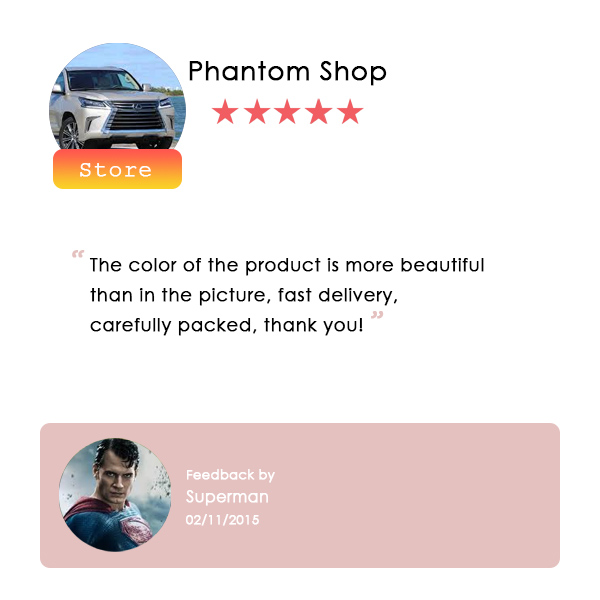 Phantom Shop
Store
“ The color of the product is more beautiful
than in the picture, fast delivery,
carefully packed, thank you! ”
Feedback by
Superman
02/11/2015